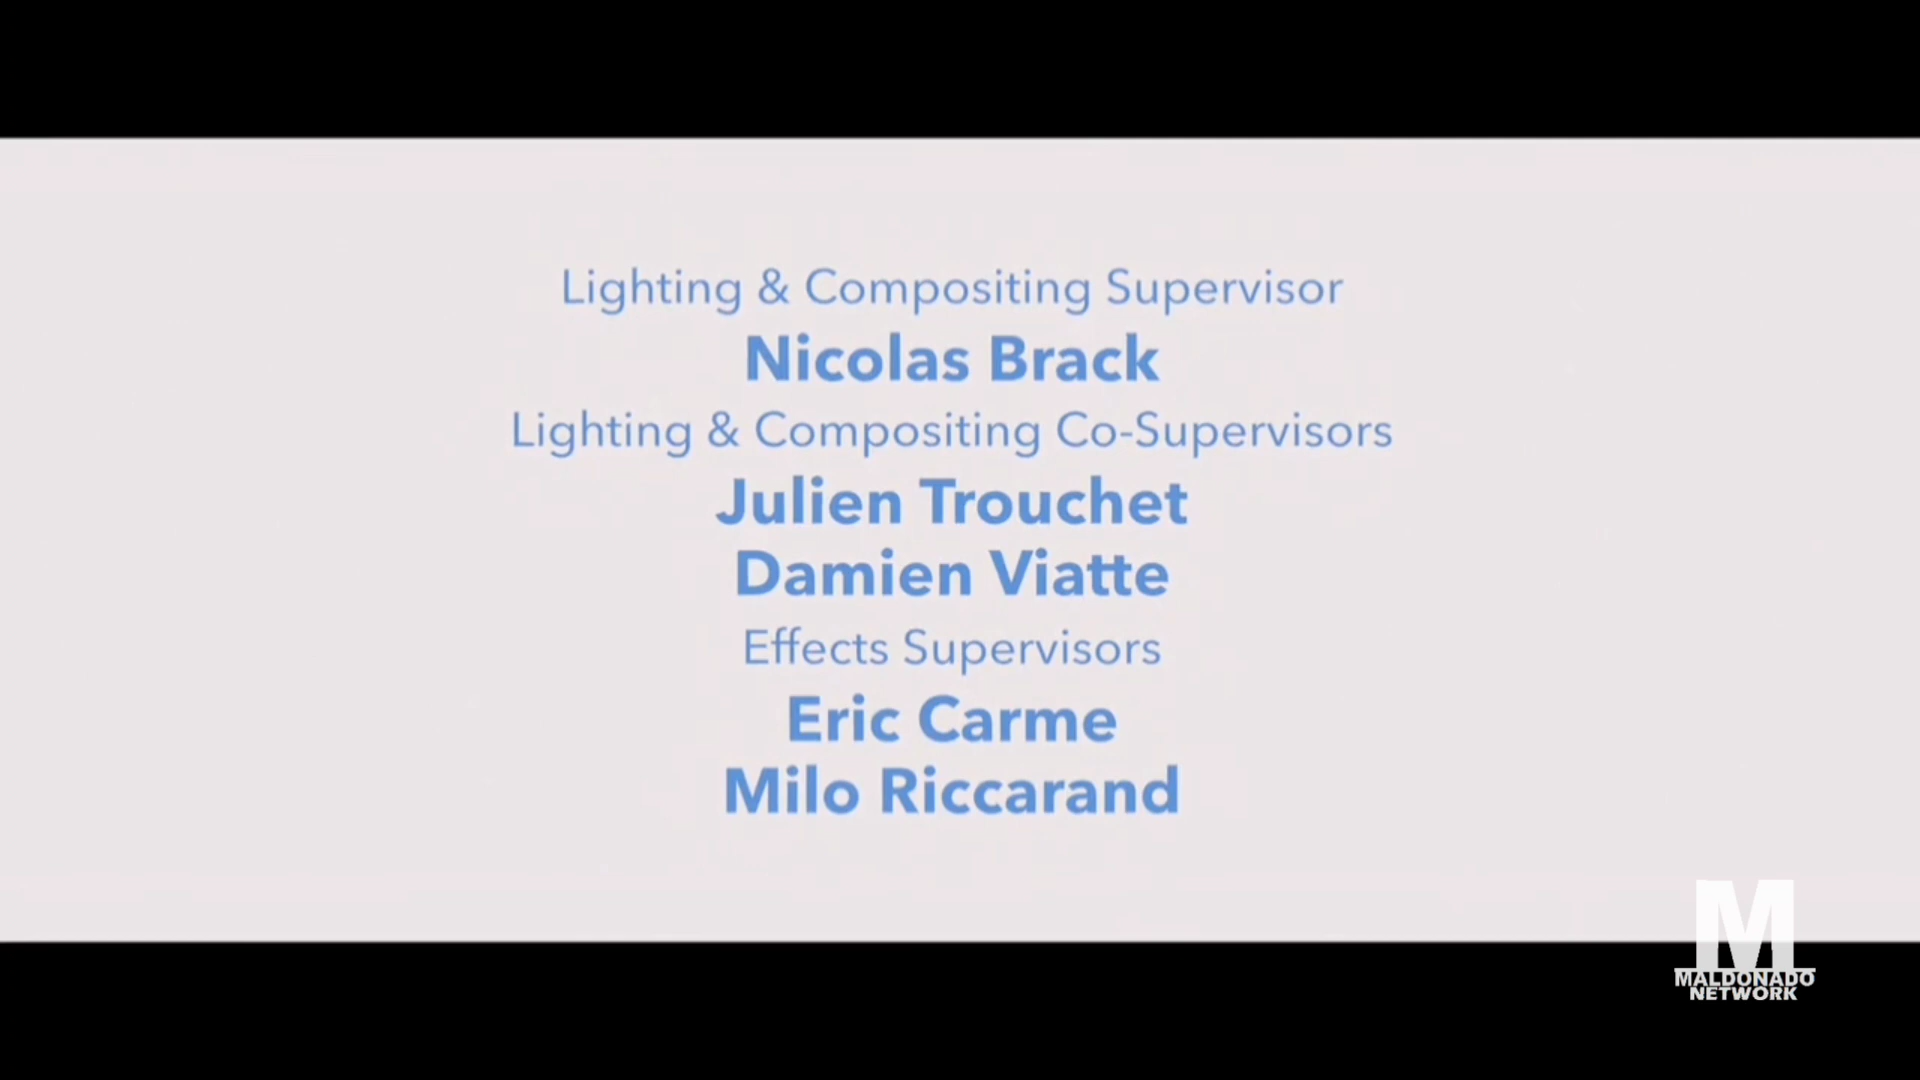 Lighting & Compositing Supervisor
Nicolas Brack
Lighting & Compositing Co-Supervisors
Julien Trouchet
Damien Viatte
Effects Supervisors
Eric Carme
Milo Riccarand
M
MALDONADO
NETWORK